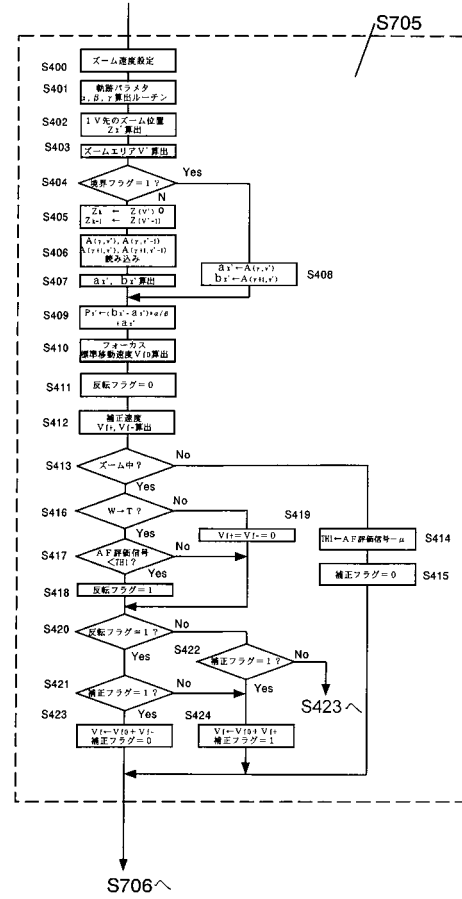 S705
S400
ズーム速度設定
S401
軌跡パラメタ
α, β, γ算出ルーチン
S402
1V先のズーム位置
Zx'算出
S403
ズームエリアV'算出
S404
境界フラグ=1?
Yes
N
S405
Zk ← Z(V') O
Zk-1 ← Z(V'-1)
S406
A(γ,v'), A(γ,v'-1)
A(γ+1,v'), A(γ+1,v'-1)
読み込み
S407
ax', bx'算出
S408
ax'←A(γ,v')
bx'←A(γ+1,v')
S409
Px'←(bx'-ax')*α/β
+ax'
S410
フォーカス
標準移動速度Vf0算出
S411
反転フラグ=0
S412
補正速度
Vf+, Vf-算出
S413
ズーム中?
No
Yes
S416
W→T?
No
Yes
S419
Vf+=Vf-=0
TH1←AF評価信号-μ
S414
S417
AF評価信号
<TH1?
No
Yes
補正フラグ=0
S415
S418
反転フラグ=1
S420
反転フラグ=1?
No
Yes
S422
補正フラグ=1?
No
Yes
S423へ
S421
補正フラグ=1?
No
Yes
S423
Vf←Vf0+Vf-
補正フラグ=0
S424
Vf←Vf0+Vf+
補正フラグ=1
S706へ